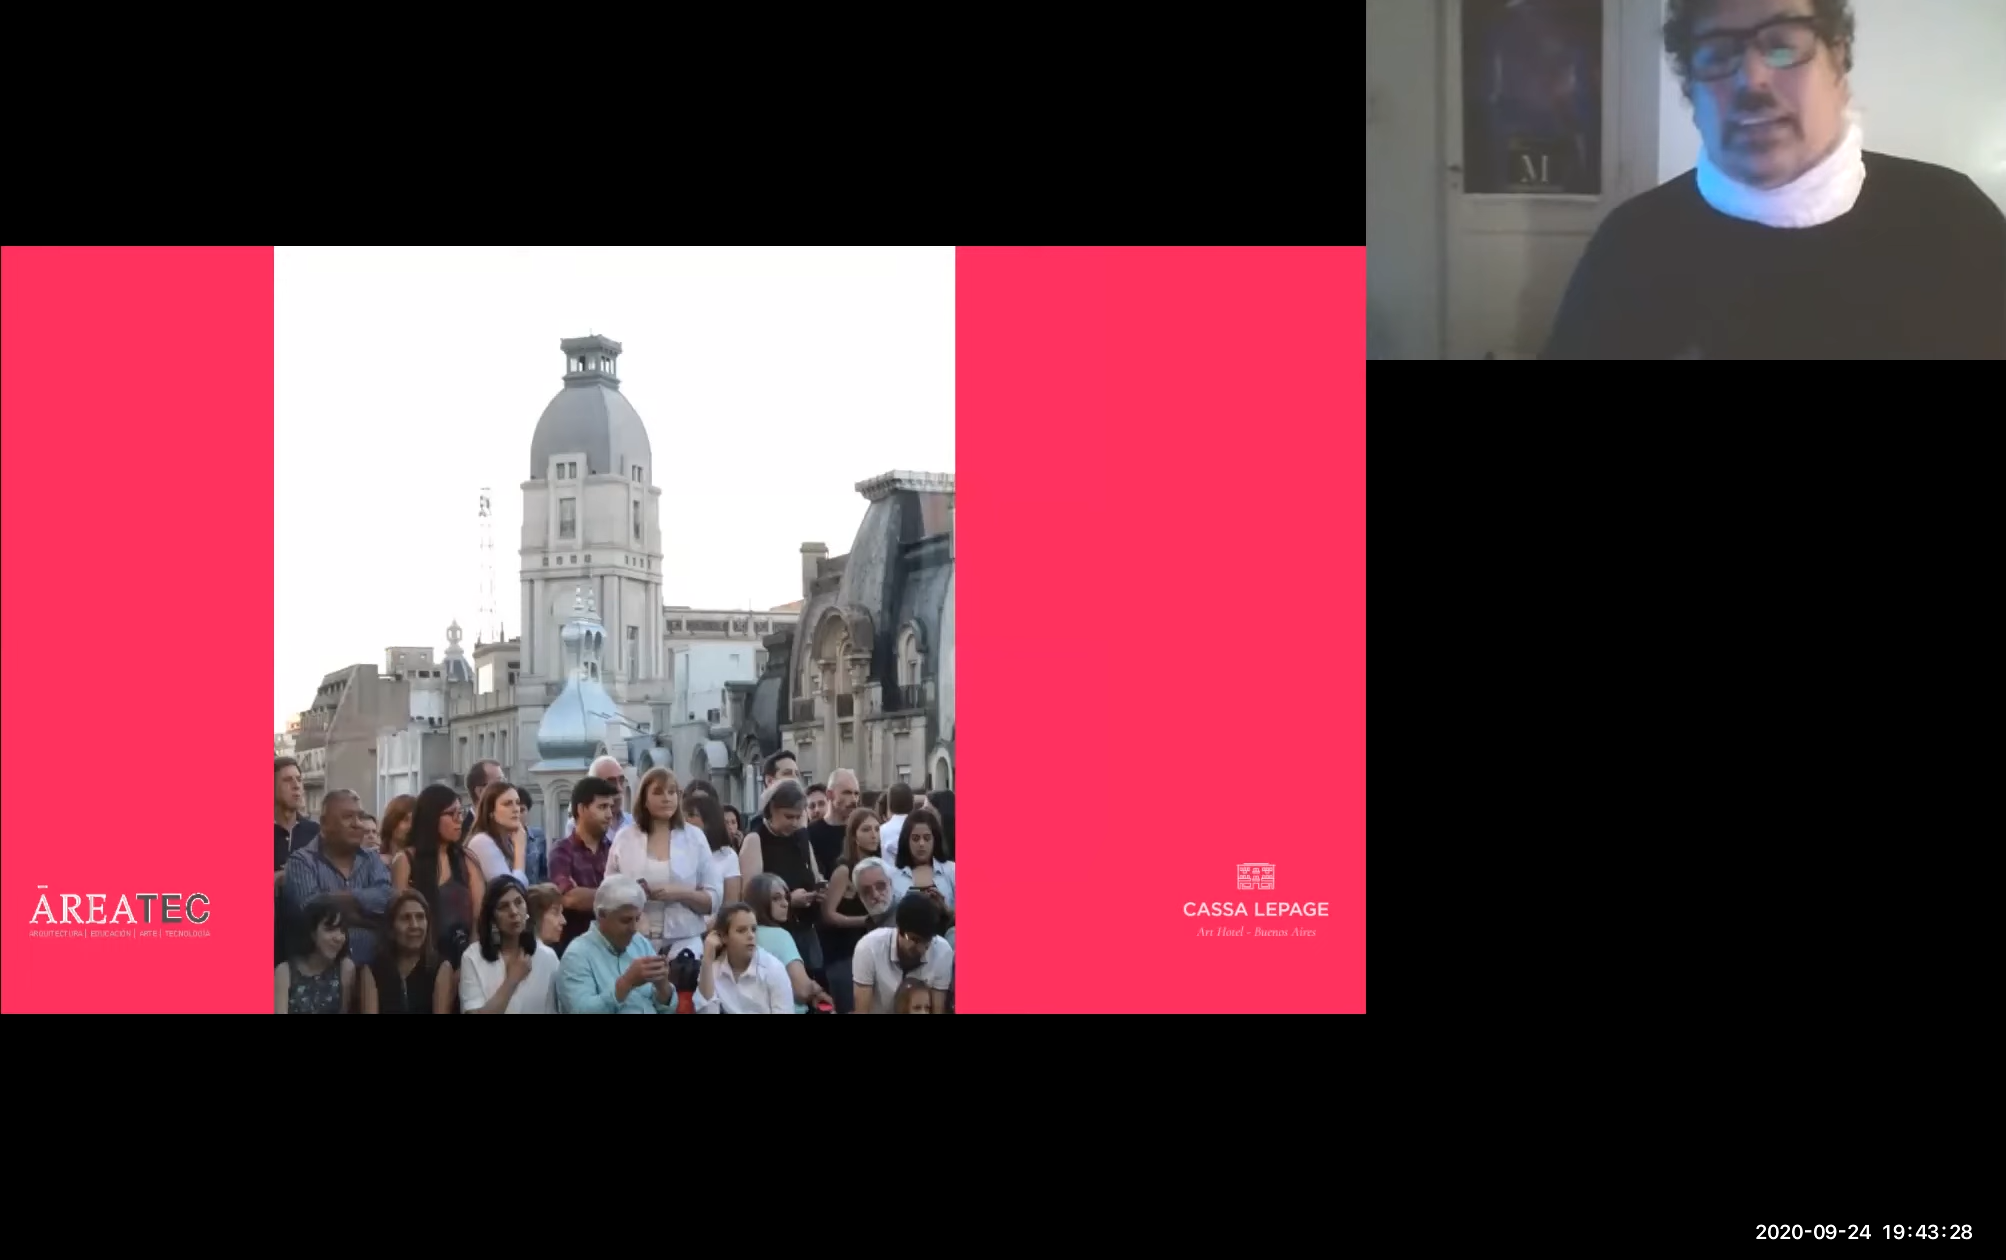 M
ĀREATEC
ARQUITECTURA | EDUCACIÓN | ARTE | TECNOLOGÍA
CASSA LEPAGE
Art Hotel - Buenos Aires
2020-09-24 19:43:28